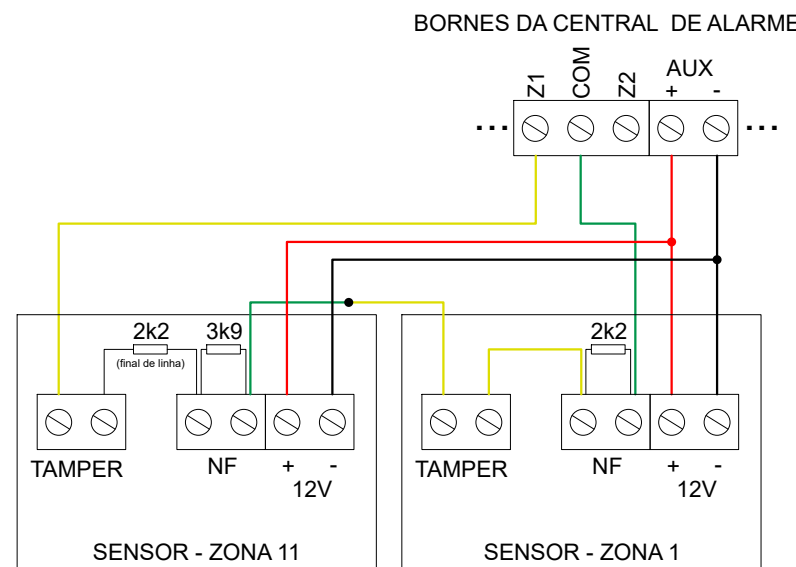 BORNES DA CENTRAL DE ALARME
Z1 COM Z2 AUX
+ -
... ...
2k2 3k9 2k2
(final de linha)
TAMPER NF + - TAMPER NF + -
12V 12V
SENSOR - ZONA 11 SENSOR - ZONA 1